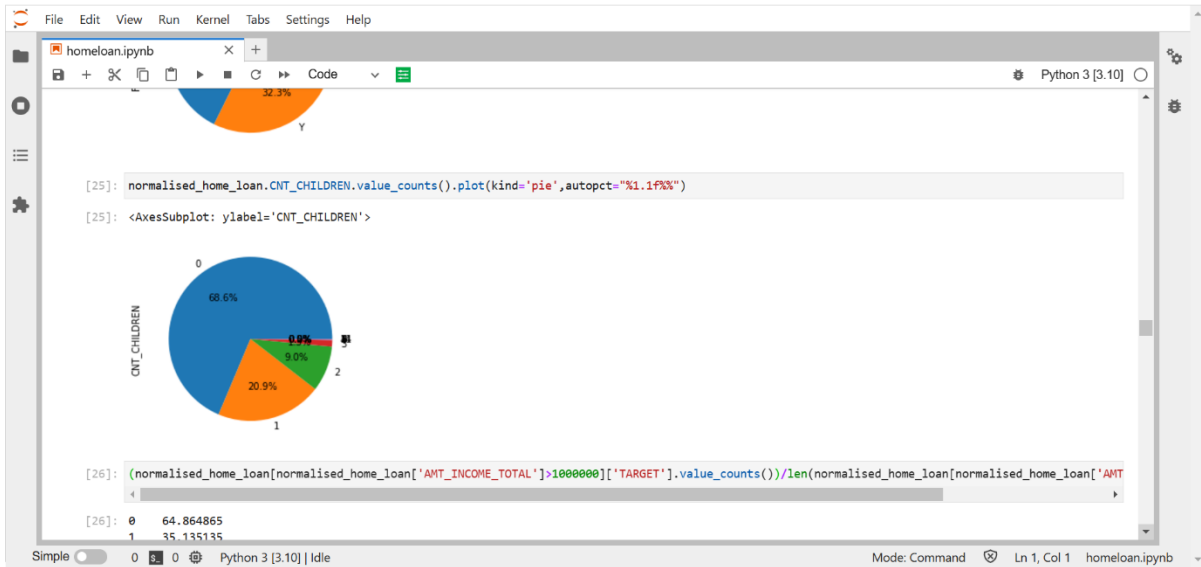 File Edit View Run Kernel Tabs Settings Help
homeloan.ipynb
Code
Python 3 [3.10]
32.3%
Y
[25]: normalised_home_loan.CNT_CHILDREN.value_counts().plot(kind='pie',autopct="%1.1f%%")
[25]: <AxesSubplot: ylabel='CNT_CHILDREN'>
0
68.6%
CNT_CHILDREN
3
9.0%
2
20.9%
1
[26]: (normalised_home_loan[normalised_home_loan['AMT_INCOME_TOTAL']>1000000]['TARGET'].value_counts())/len(normalised_home_loan[normalised_home_loan['AMT
[26]: 0 64.864865
1 35.135135
Simple 0 0 Python 3 [3.10] | Idle Mode: Command Ln 1, Col 1 homeloan.ipynb